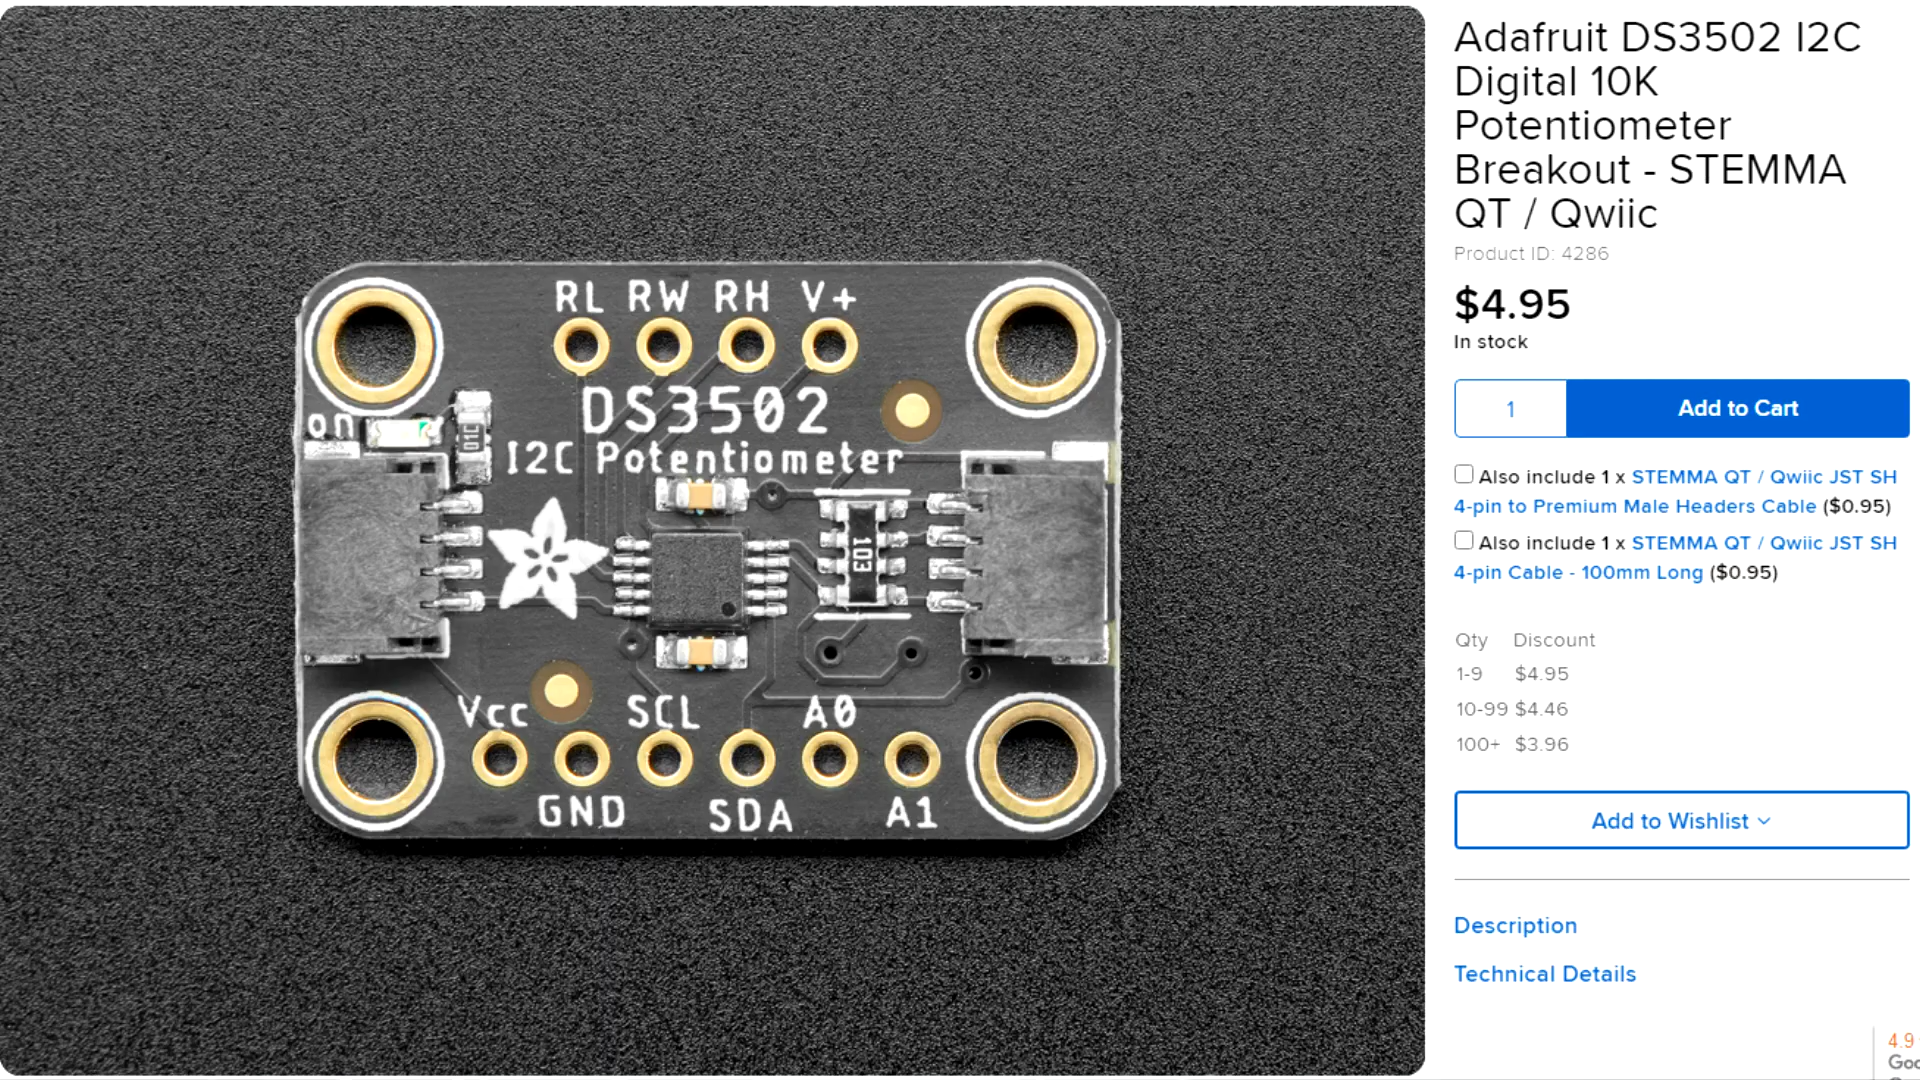 RL RW RH V+
on
DS3502
01C
I2C Potentiometer
103
Vcc
SCL
A0
GND
SDA
A1
Adafruit DS3502 I2C
Digital 10K
Potentiometer
Breakout - STEMMA
QT / Qwiic
Product ID: 4286
$4.95
In stock
1
Add to Cart
Also include 1 x STEMMA QT / Qwiic JST SH
4-pin to Premium Male Headers Cable ($0.95)
Also include 1 x STEMMA QT / Qwiic JST SH
4-pin Cable - 100mm Long ($0.95)
Qty Discount
1-9 $4.95
10-99 $4.46
100+ $3.96
Add to Wishlist
Description
Technical Details
4.9